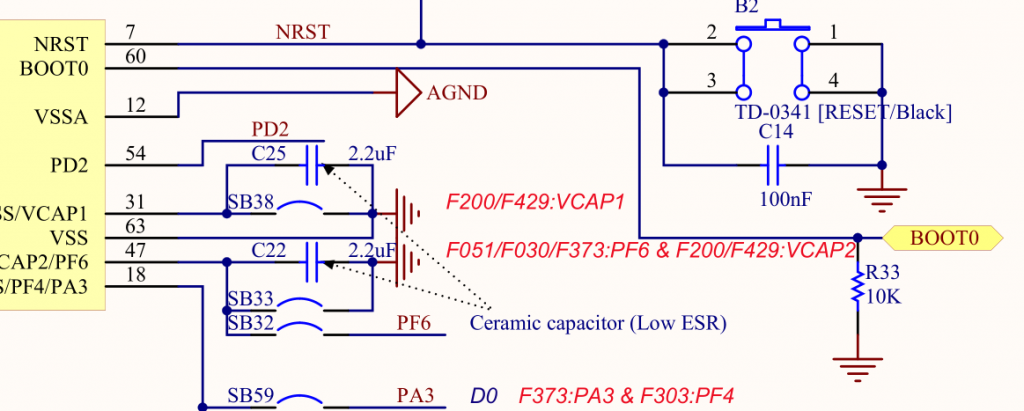 B2
NRST 7 NRST 2 1
BOOT0 60
3 4
VSSA 12 AGND
TD-0341 [RESET/Black]
PD2
C14
PD2 54 C25 2.2uF
100nF
SS/VCAP1 31 SB38 F200/F429:VCAP1
VSS 63 BOOT0
CAP2/PF6 47 C22 2.2uF F051/F030/F373:PF6 & F200/F429:VCAP2
S/PF4/PA3 18 R33
SB33 10K
SB32 PF6 Ceramic capacitor (Low ESR)
SB59 PA3 D0 F373:PA3 & F303:PF4